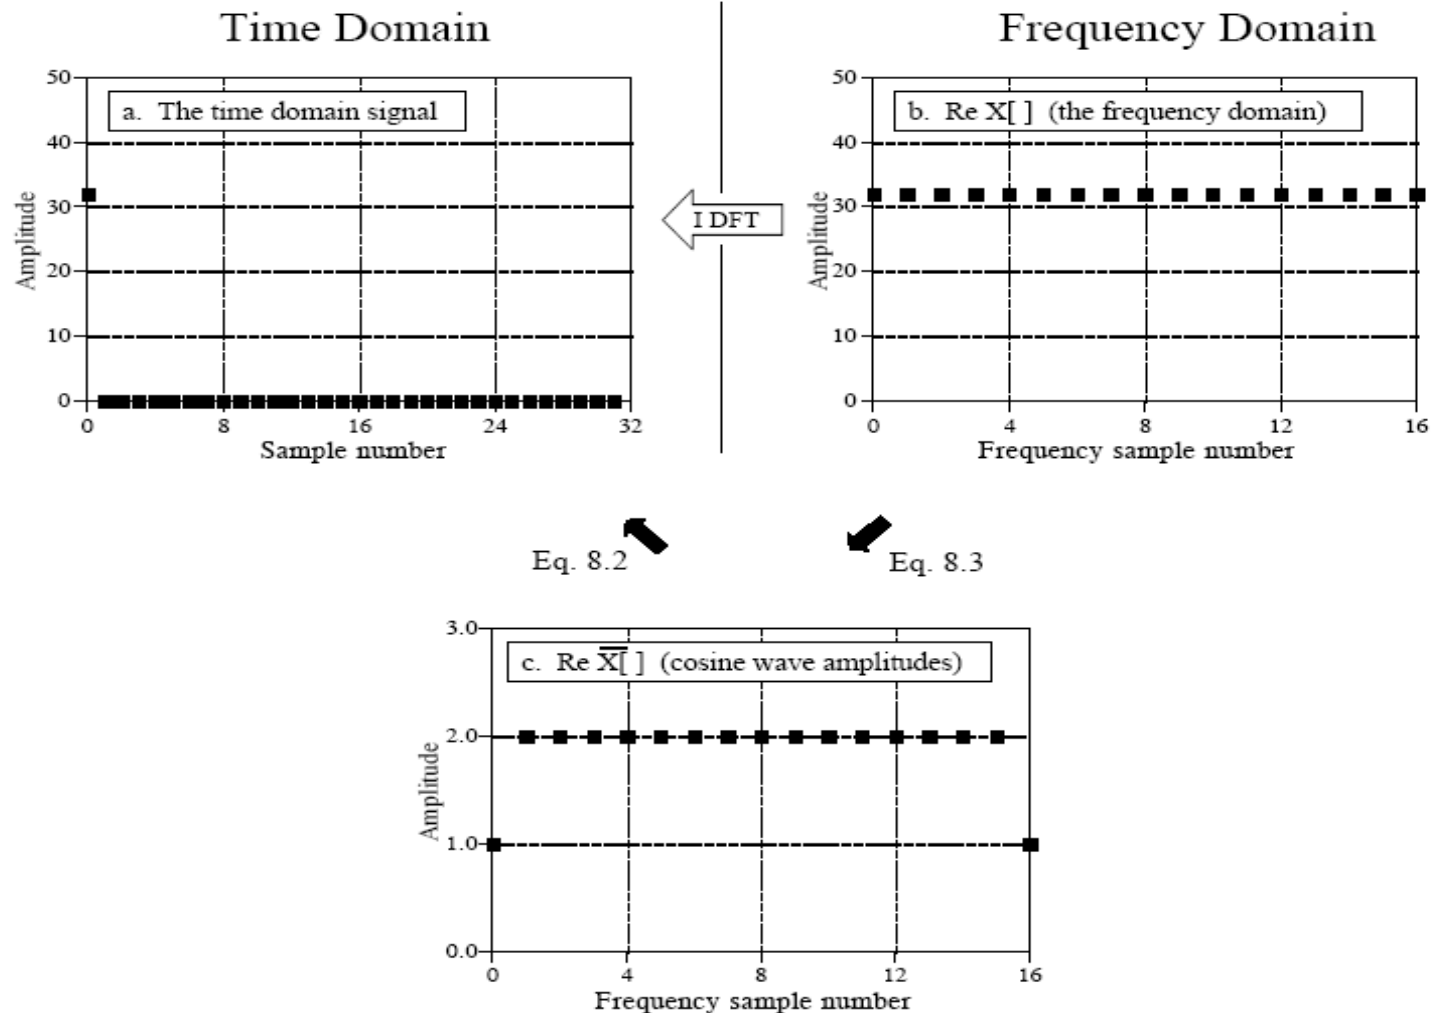 Time Domain
Frequency Domain
50
a. The time domain signal
40
30
20
10
0
Amplitude
0 8 16 24 32
Sample number
I DFT
50
b. Re X[ ] (the frequency domain)
40
30
20
10
0
Amplitude
0 4 8 12 16
Frequency sample number
Eq. 8.2
Eq. 8.3
3.0
c. Re X̅[ ] (cosine wave amplitudes)
2.0
1.0
0.0
Amplitude
0 4 8 12 16
Frequency sample number